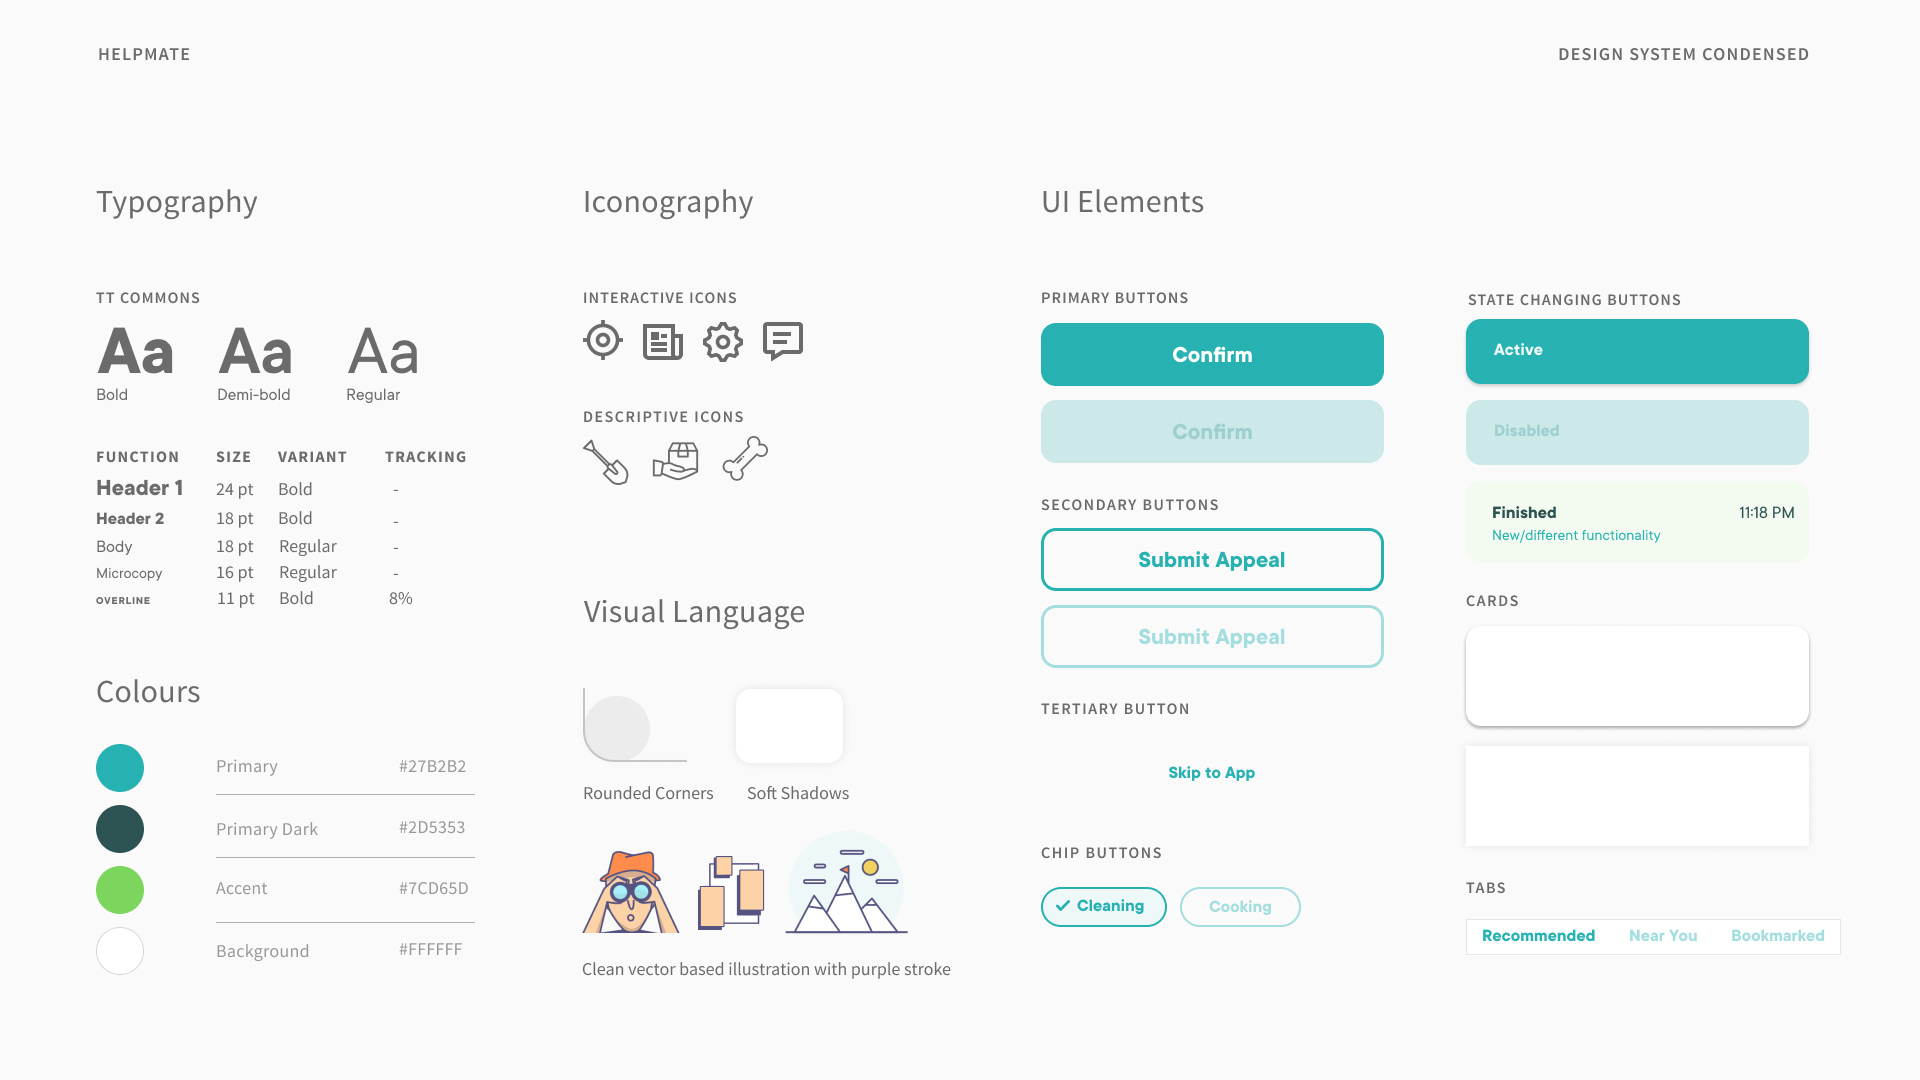 HELPMATE
DESIGN SYSTEM CONDENSED
Typography
TT COMMONS
Aa Aa Aa
Bold Demi-bold Regular
FUNCTION SIZE VARIANT TRACKING
Header 1 24 pt Bold -
Header 2 18 pt Bold -
Body 18 pt Regular -
Microcopy 16 pt Regular -
OVERLINE 11 pt Bold 8%
Colours
Primary #27B2B2
Primary Dark #2D5353
Accent #7CD65D
Background #FFFFFF
Iconography
INTERACTIVE ICONS
DESCRIPTIVE ICONS
Visual Language
Rounded Corners Soft Shadows
Clean vector based illustration with purple stroke
UI Elements
PRIMARY BUTTONS
Confirm
Confirm
SECONDARY BUTTONS
Submit Appeal
Submit Appeal
TERTIARY BUTTON
Skip to App
CHIP BUTTONS
Cleaning Cooking
STATE CHANGING BUTTONS
Active
Disabled
Finished 11:18 PM
New/different functionality
CARDS
TABS
Recommended Near You Bookmarked